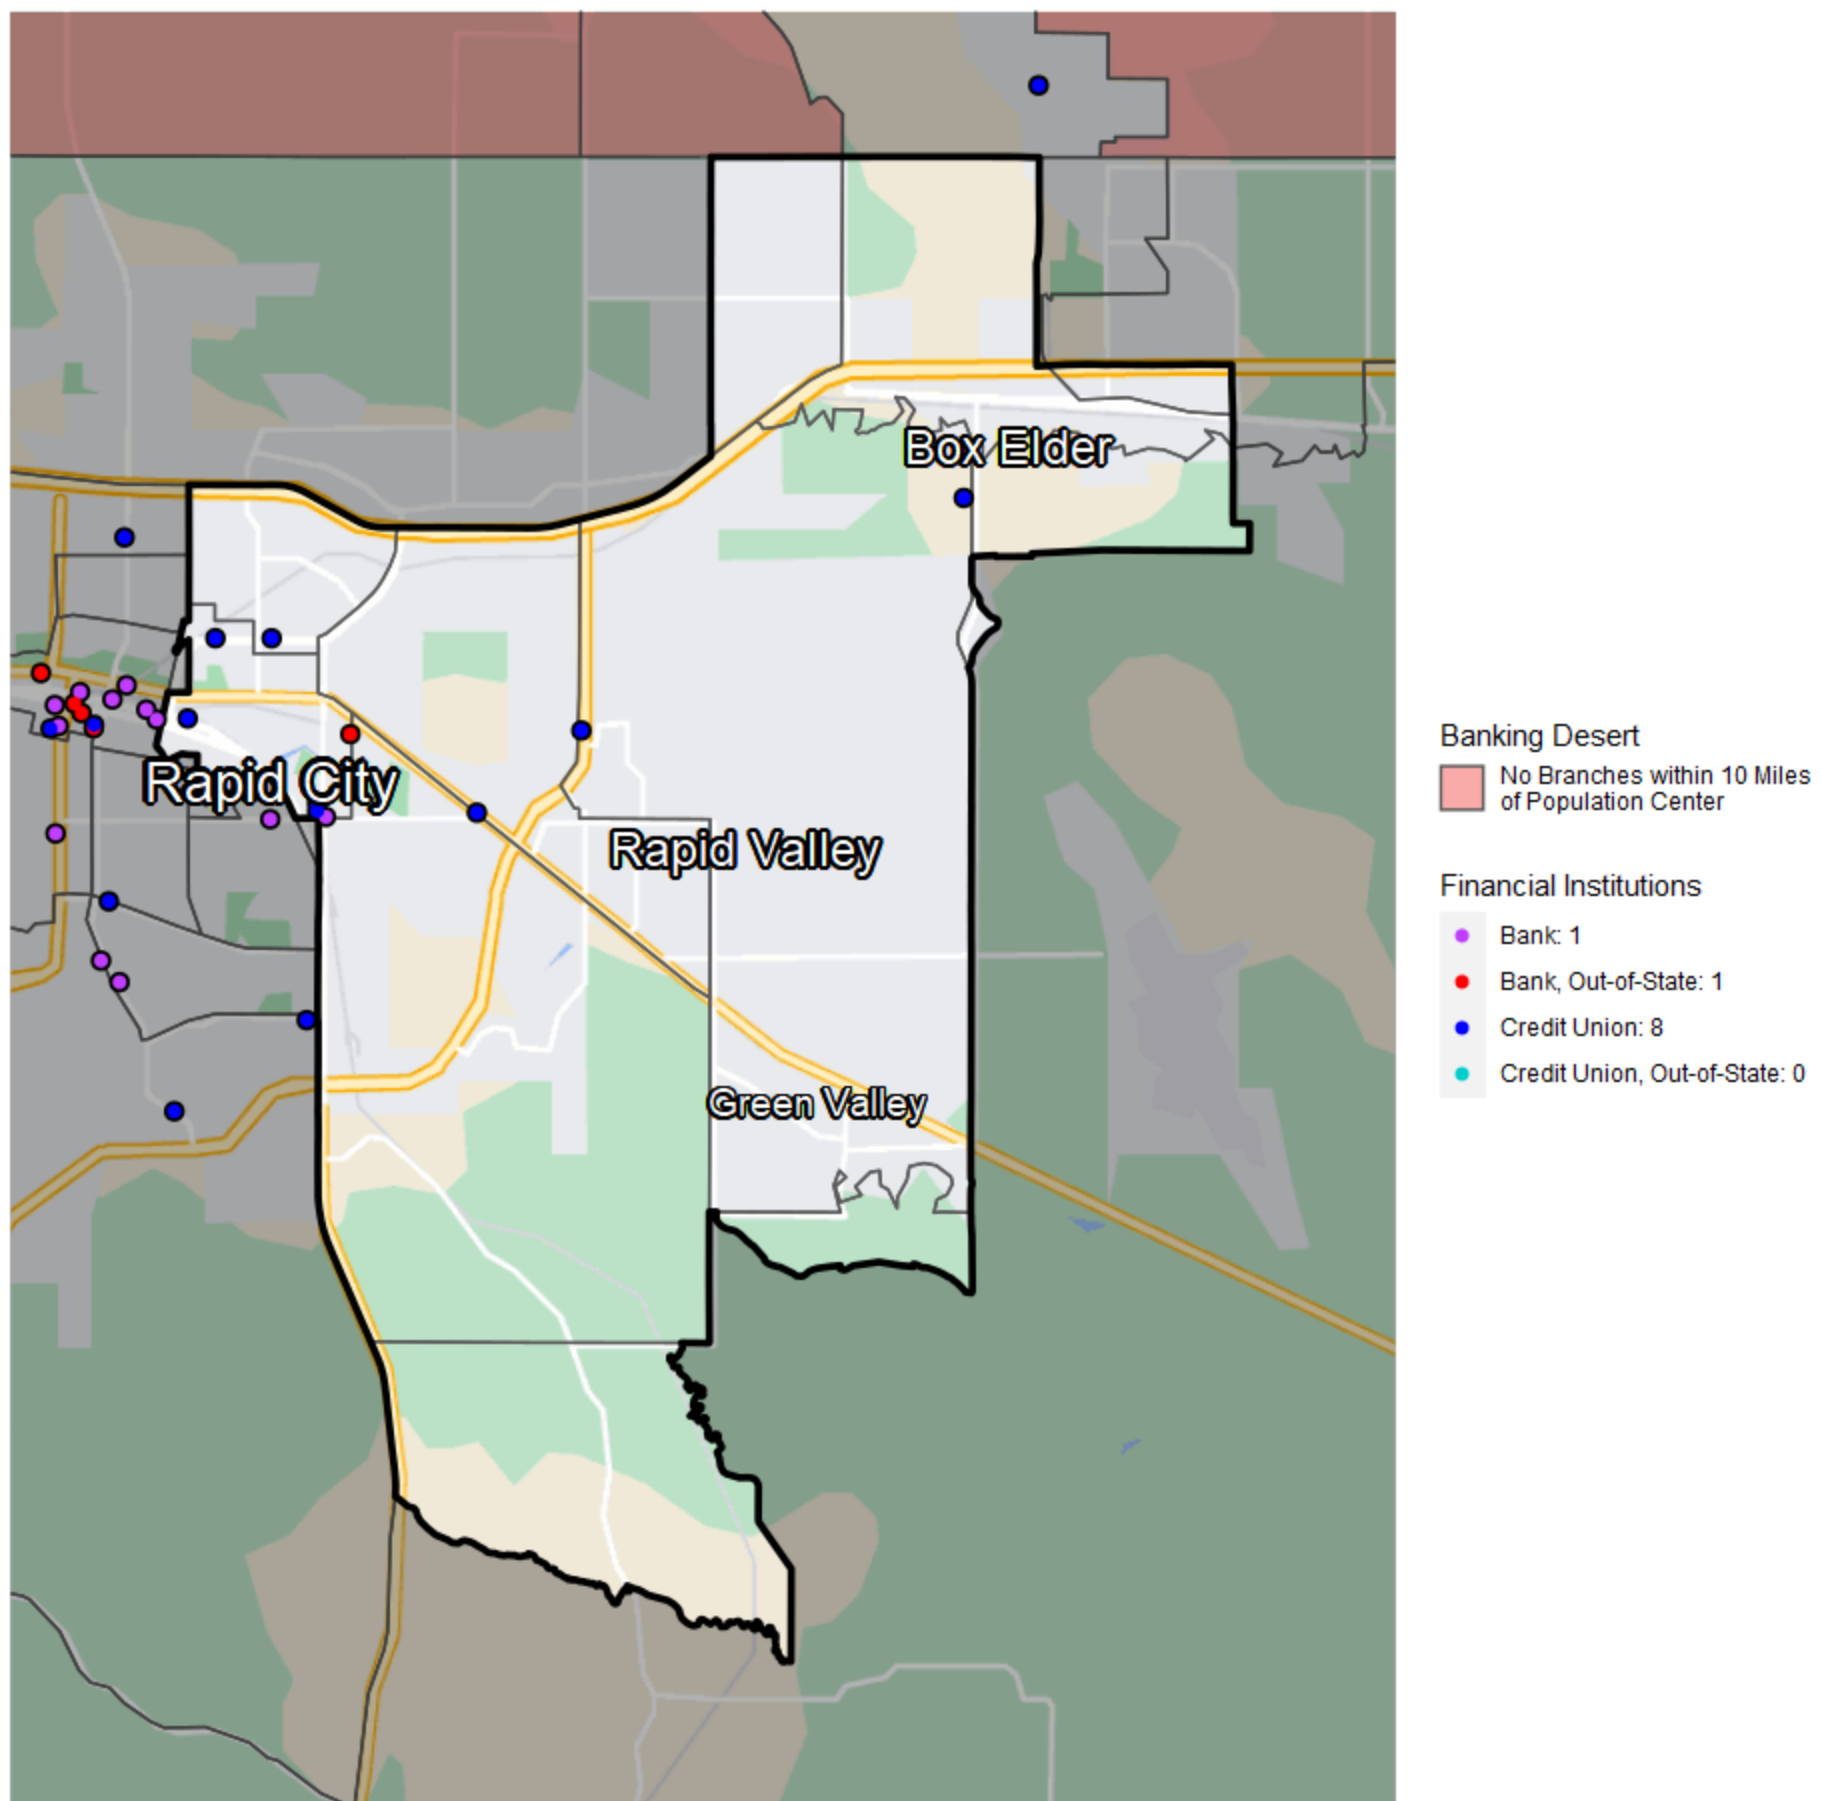 Box Elder
Rapid City
Rapid Valley
Green Valley
Banking Desert
No Branches within 10 Miles
of Population Center
Financial Institutions
Bank: 1
Bank, Out-of-State: 1
Credit Union: 8
Credit Union, Out-of-State: 0